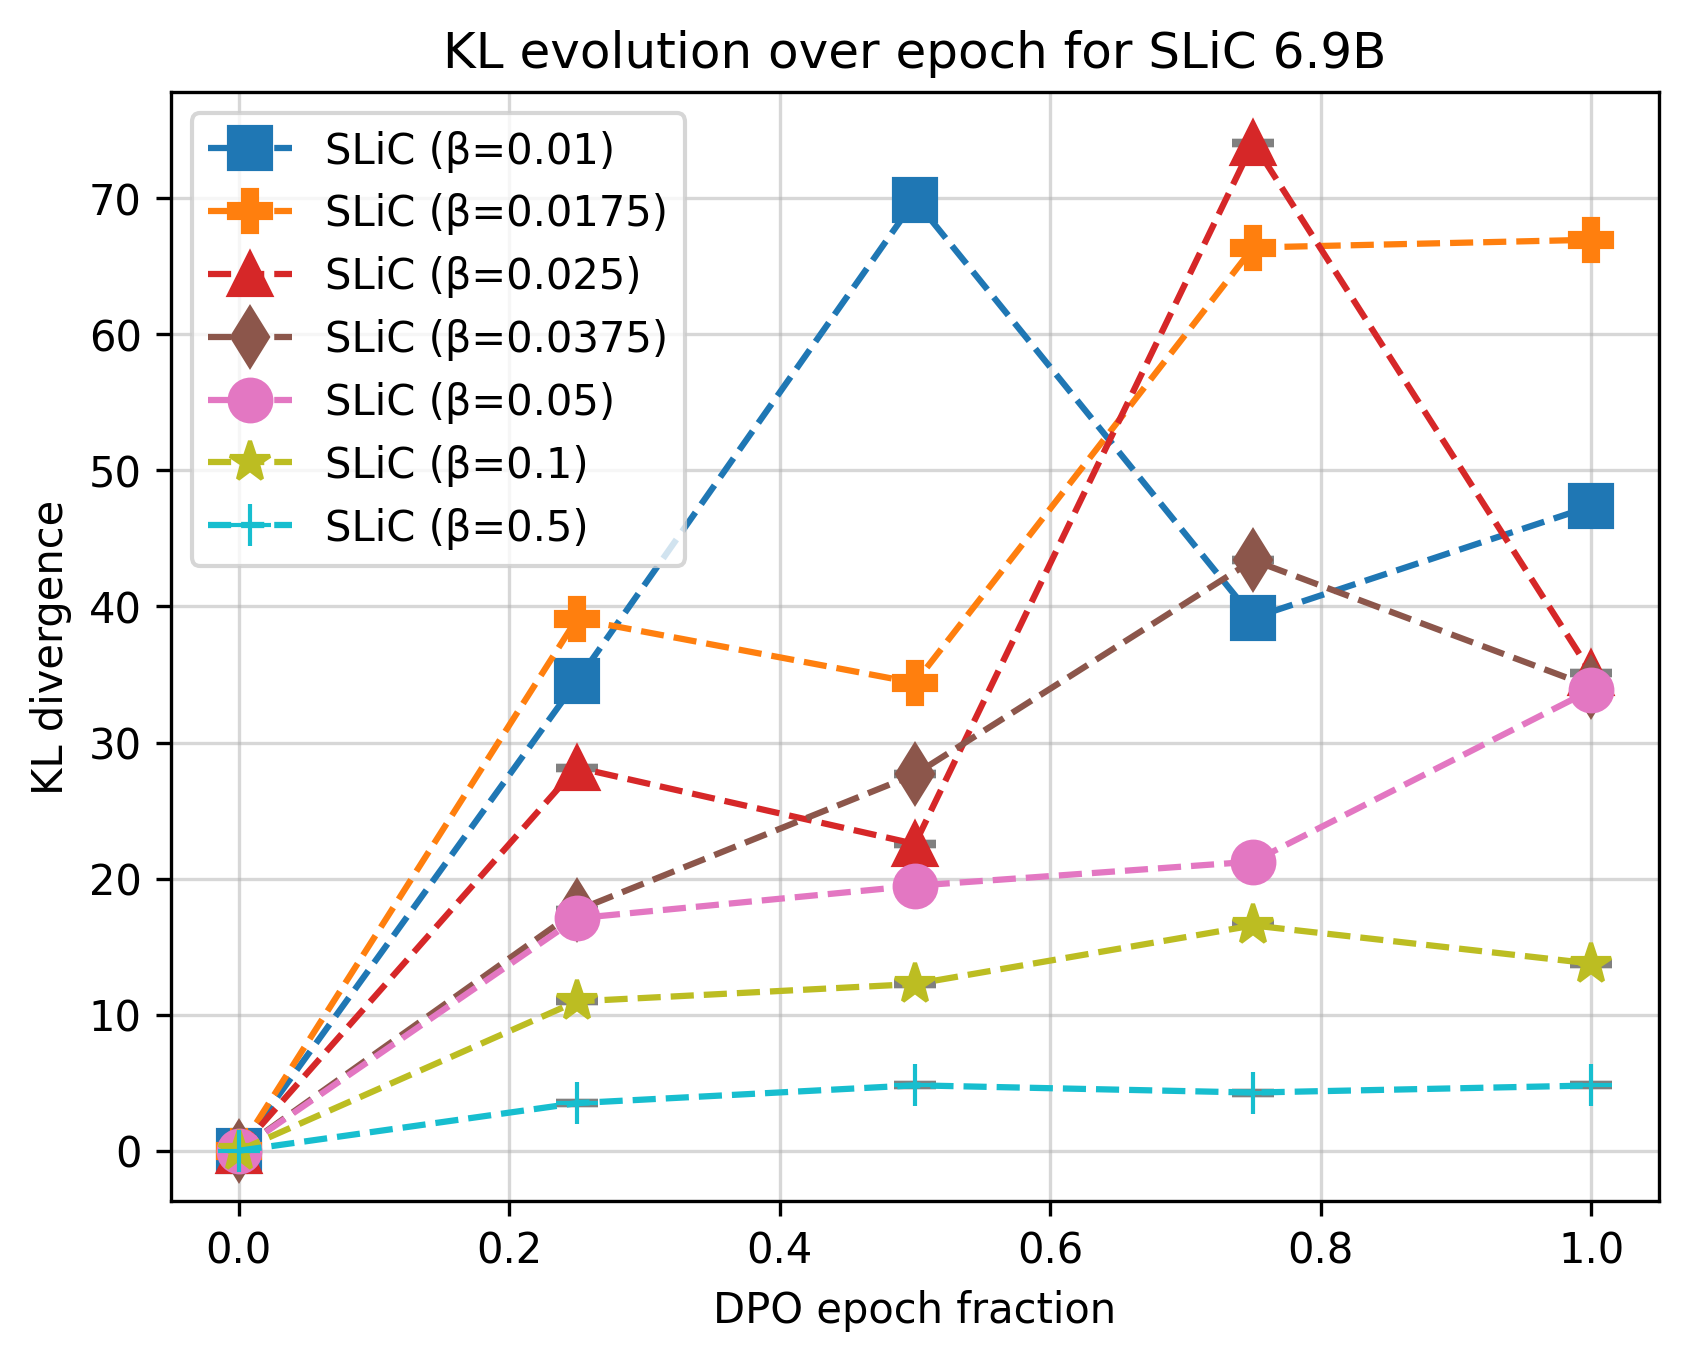 KL evolution over epoch for SLiC 6.9B
SLiC (β=0.01)
SLiC (β=0.0175)
SLiC (β=0.025)
SLiC (β=0.0375)
SLiC (β=0.05)
SLiC (β=0.1)
SLiC (β=0.5)
KL divergence
70
60
50
40
30
20
10
0
0.0 0.2 0.4 0.6 0.8 1.0
DPO epoch fraction